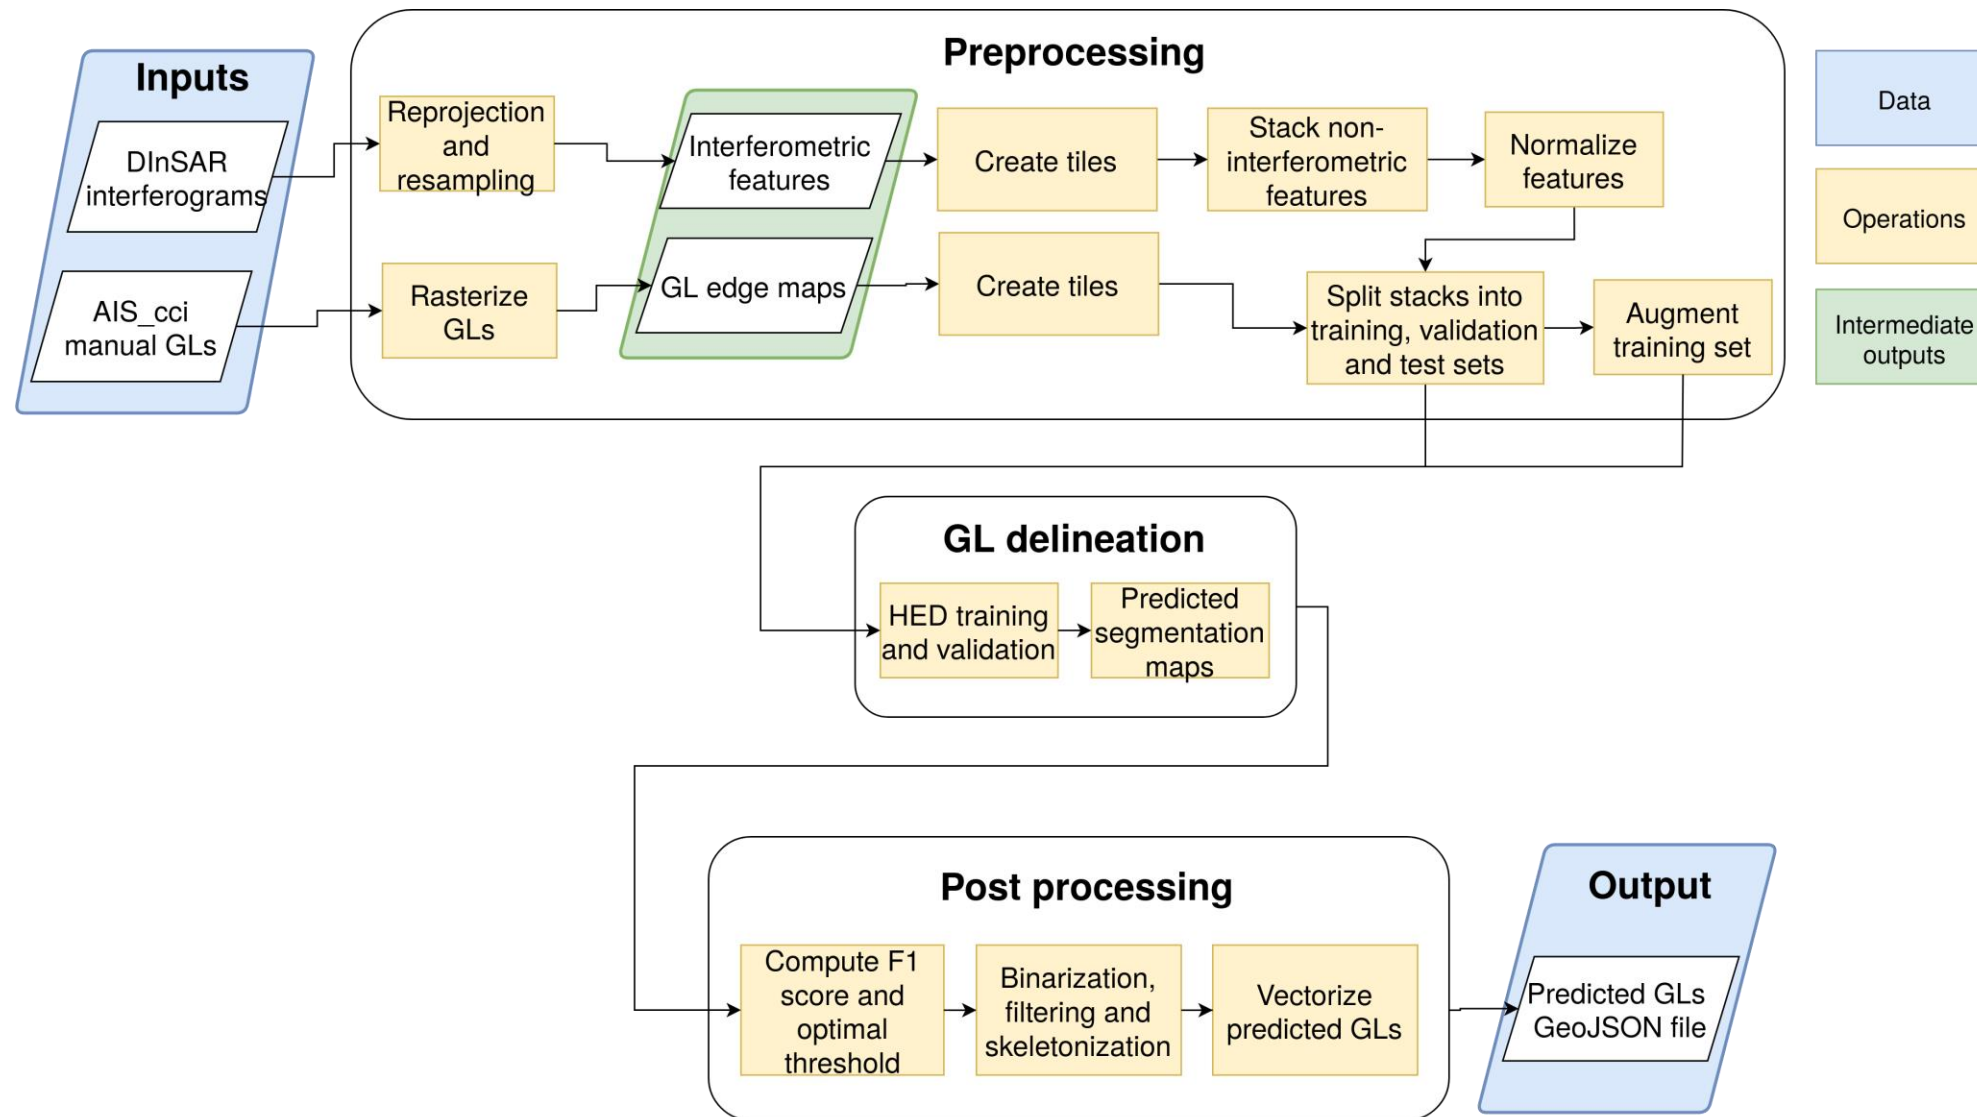 Inputs
DInSAR
interferograms
AIS_cci
manual GLs
Preprocessing
Reprojection
and
resampling
Rasterize
GLs
Interferometric
features
GL edge maps
Create tiles
Create tiles
Stack non-
interferometric
features
Normalize
features
Split stacks into
training, validation
and test sets
Augment
training set
Data
Operations
Intermediate
outputs
GL delineation
HED training
and validation
Predicted
segmentation
maps
Post processing
Compute F1
score and
optimal
threshold
Binarization,
filtering and
skeletonization
Vectorize
predicted GLs
Output
Predicted GLs
GeoJSON file